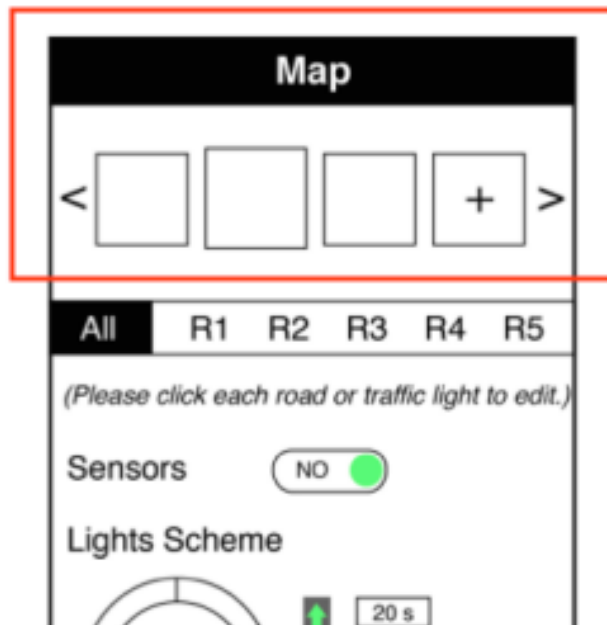 Map
< + >
All R1 R2 R3 R4 R5
(Please click each road or traffic light to edit.)
Sensors NO
Lights Scheme
20 s